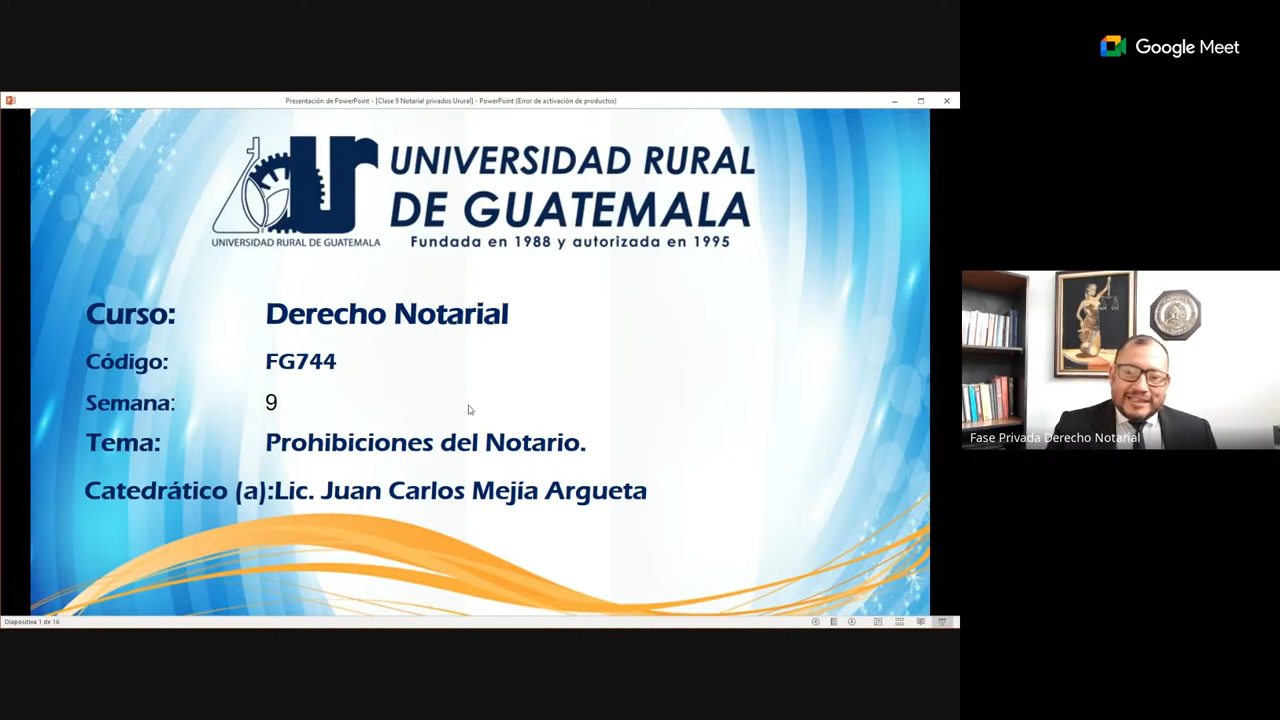 Google Meet
Presentación de PowerPoint - [Clase 9 Notarial privados Urural] - PowerPoint (Error de activación de productos)
UNIVERSIDAD RURAL
DE GUATEMALA
Fundada en 1988 y autorizada en 1995
UNIVERSIDAD RURAL DE GUATEMALA
Curso: Derecho Notarial
Código: FG744
Semana: 9
Tema: Prohibiciones del Notario.
Catedrático (a):Lic. Juan Carlos Mejía Argueta
Fase Privada Derecho Notarial
Diapositiva 1 de 16